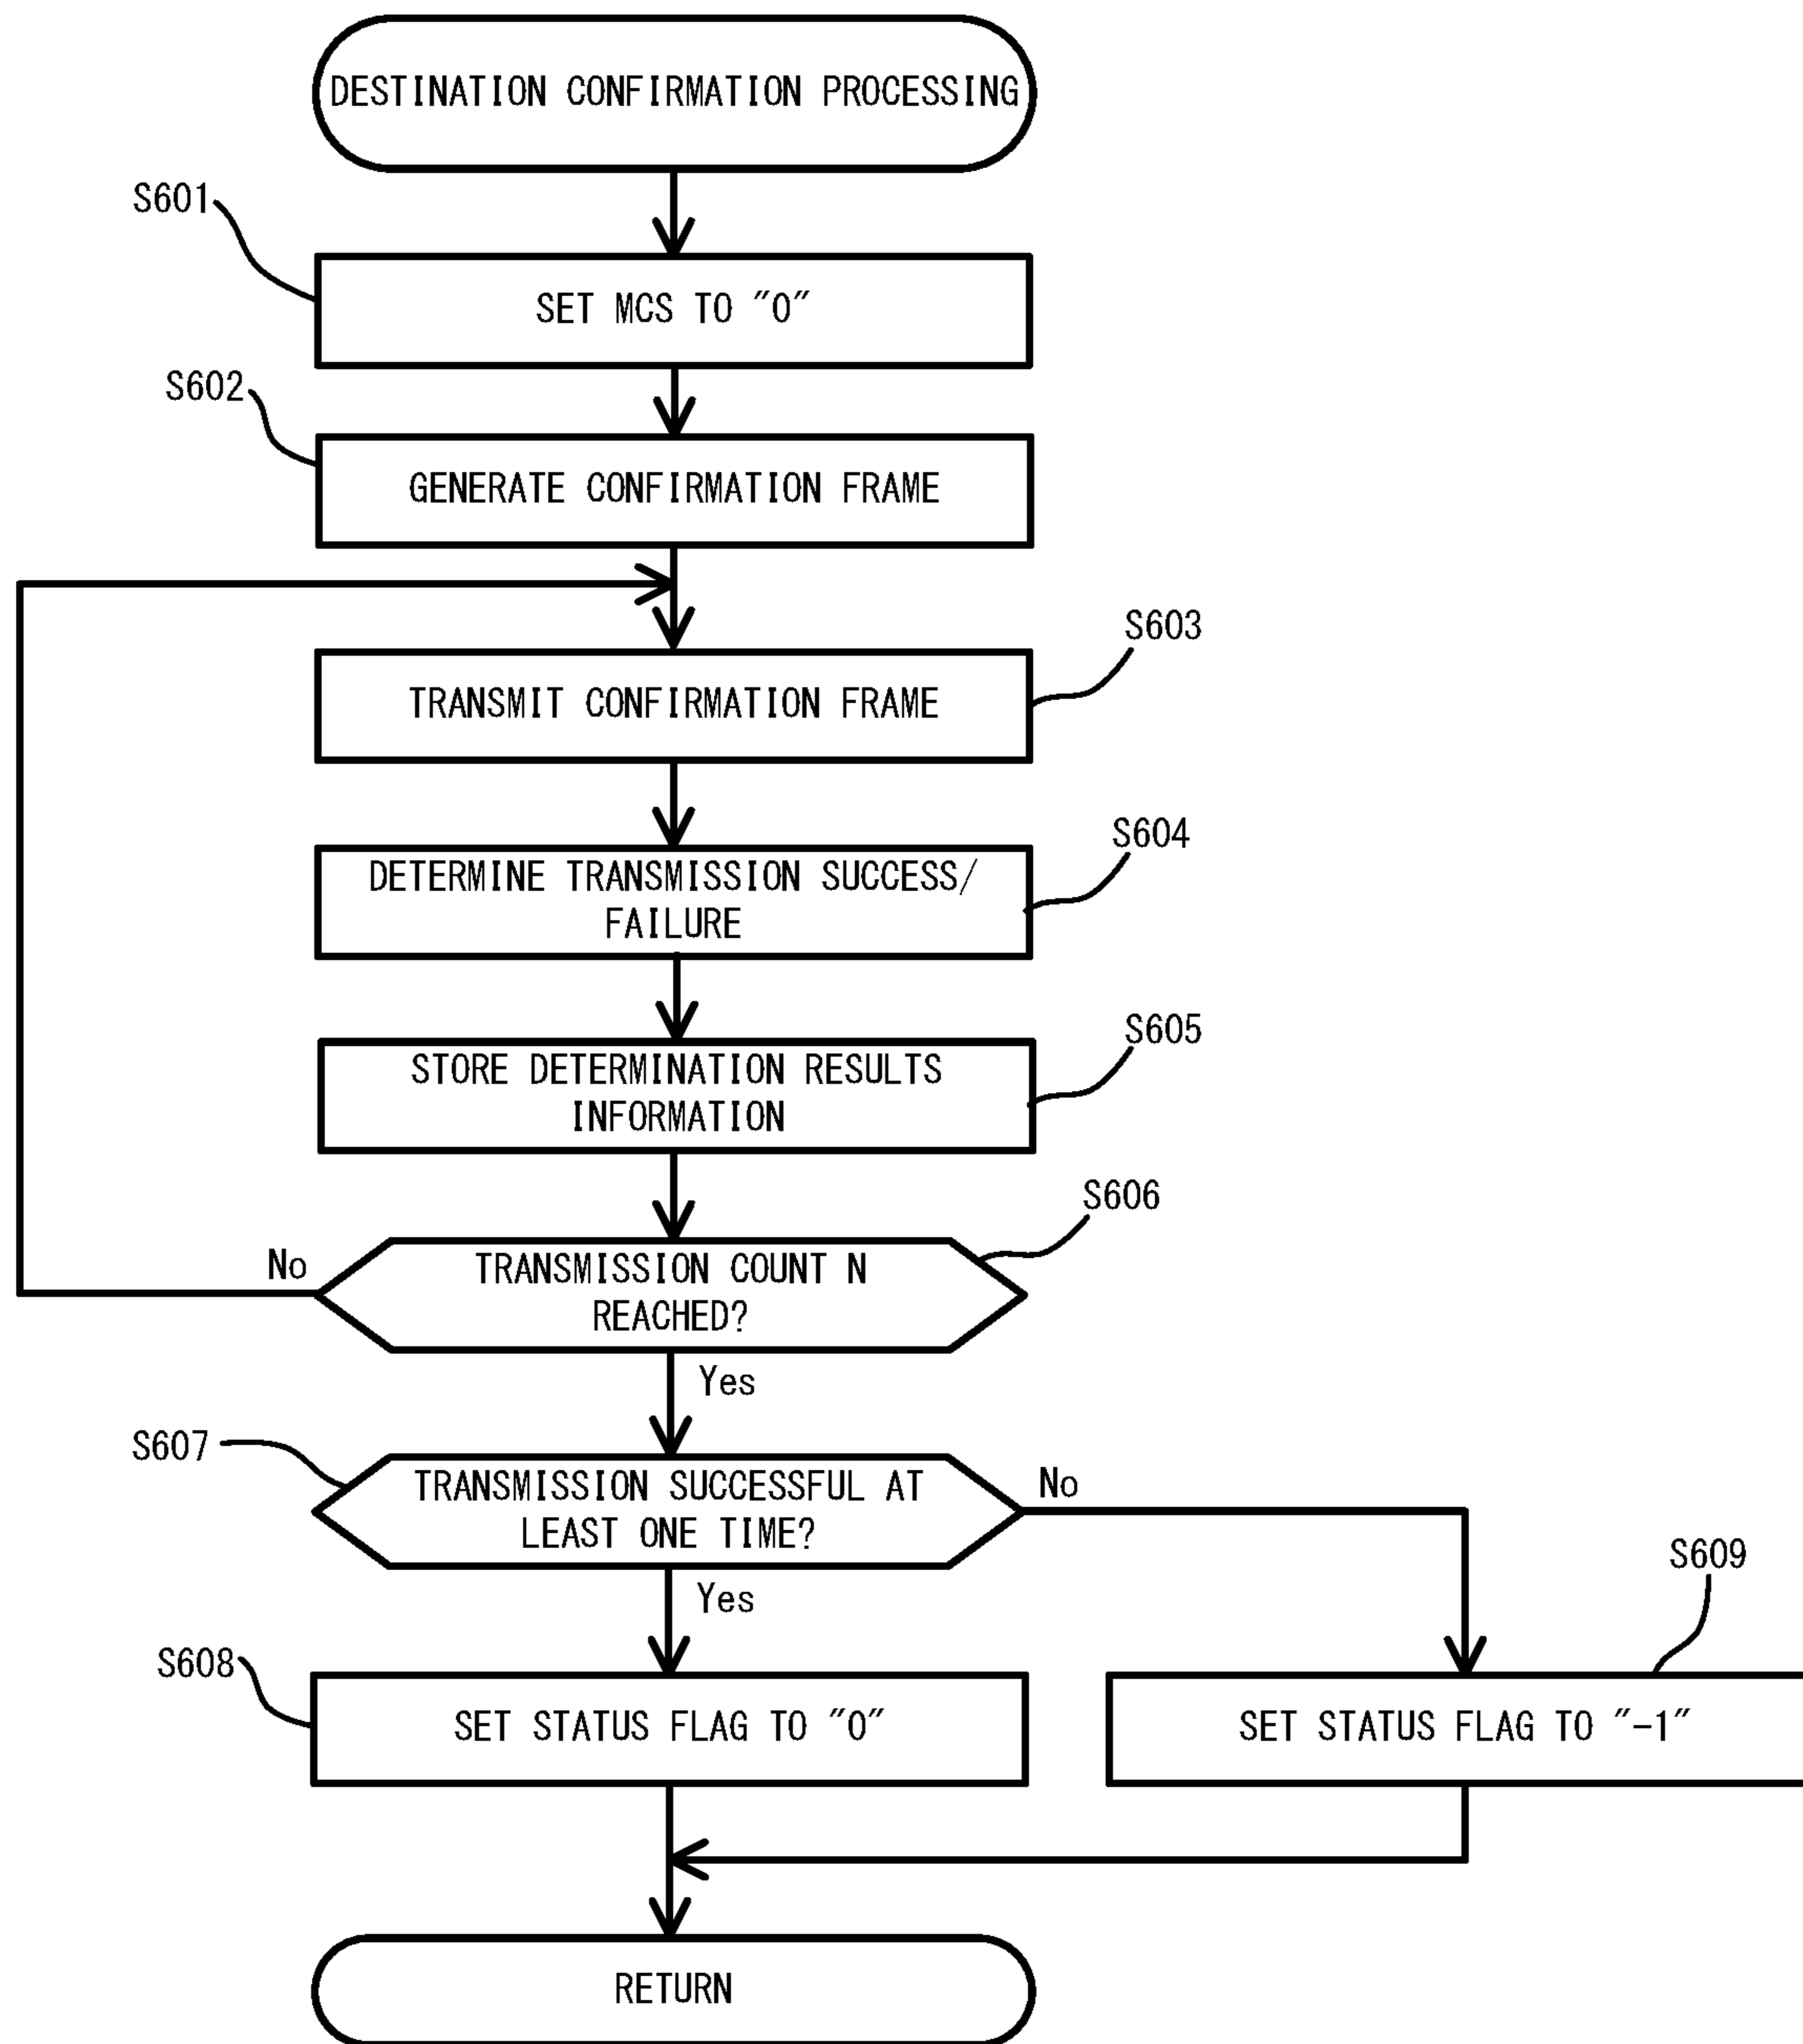 DESTINATION CONFIRMATION PROCESSING
S601
SET MCS TO "0"
S602
GENERATE CONFIRMATION FRAME
S603
TRANSMIT CONFIRMATION FRAME
S604
DETERMINE TRANSMISSION SUCCESS/
FAILURE
S605
STORE DETERMINATION RESULTS
INFORMATION
S606
No
TRANSMISSION COUNT N
REACHED?
Yes
S607
TRANSMISSION SUCCESSFUL AT
LEAST ONE TIME?
No
Yes
S608
SET STATUS FLAG TO "0"
S609
SET STATUS FLAG TO "-1"
RETURN